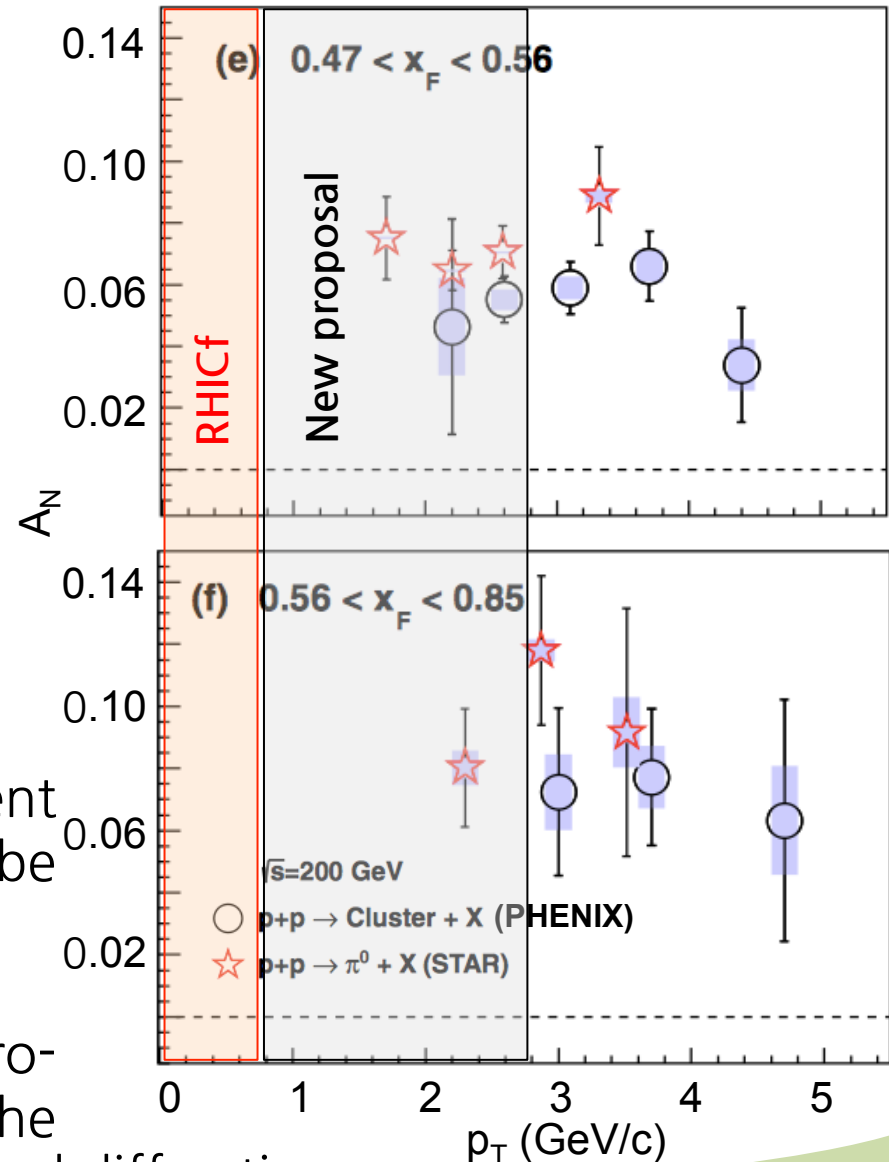 0.14
(e) 0.47 < x_F < 0.56
0.10
New proposal
0.06
RHICf
0.02
A_N
0.14
(f) 0.56 < x_F < 0.85
0.10
ent
0.06
be
√s=200 GeV
p+p → Cluster + X (PHENIX)
0.02
p+p → π⁰ + X (STAR)
ro-
0 1 2 3 4 5
he
p_T (GeV/c)